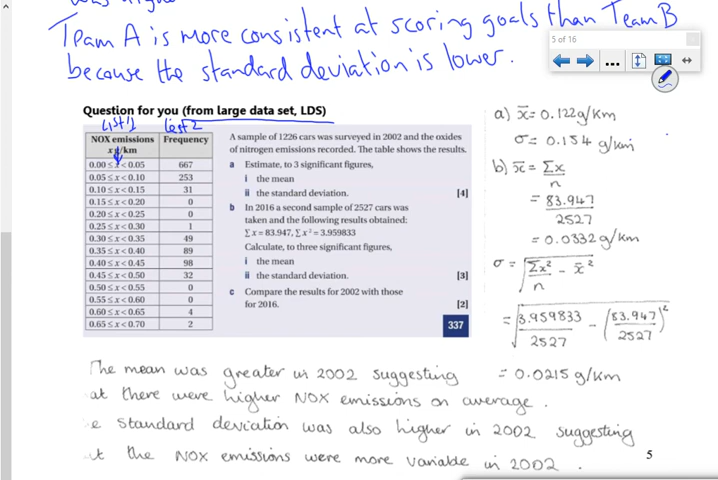 Team A is more consistent at scoring goals than Team B
because the standard deviation is lower.
5 of 16
Question for you (from large data set, LDS)
List 1 List 2
NOX emissions Frequency
/km
0.00 ≤ x < 0.05 667
0.05 ≤ x < 0.10 253
0.10 ≤ x < 0.15 31
0.15 ≤ x < 0.20 0
0.20 ≤ x < 0.25 0
0.25 ≤ x < 0.30 1
0.30 ≤ x < 0.35 49
0.35 ≤ x < 0.40 89
0.40 ≤ x < 0.45 98
0.45 ≤ x < 0.50 32
0.50 ≤ x < 0.55 0
0.55 ≤ x < 0.60 0
0.60 ≤ x < 0.65 4
0.65 ≤ x < 0.70 2
A sample of 1226 cars was surveyed in 2002 and the oxides
of nitrogen emissions recorded. The table shows the results.
a Estimate, to 3 significant figures,
i the mean
ii the standard deviation. [4]
b In 2016 a second sample of 2527 cars was
taken and the following results obtained:
∑x = 83.947, ∑x² = 3.959833
Calculate, to three significant figures,
i the mean
ii the standard deviation. [3]
c Compare the results for 2002 with those
for 2016. [2]
337
a) x̄ = 0.122 g/km
σ = 0.154 g/km
b) x̄ = Σx
n
= 83.947
2527
= 0.0332 g/km
σ = √ Σx² - x̄²
n
= √ 3.959833 - (83.947)²
2527 2527
= 0.0215 g/km
The mean was greater in 2002 suggesting
at there were higher NOX emissions on average.
e standard deviation was also higher in 2002 suggesting
t the NOX emissions were more variable in 2002.
5